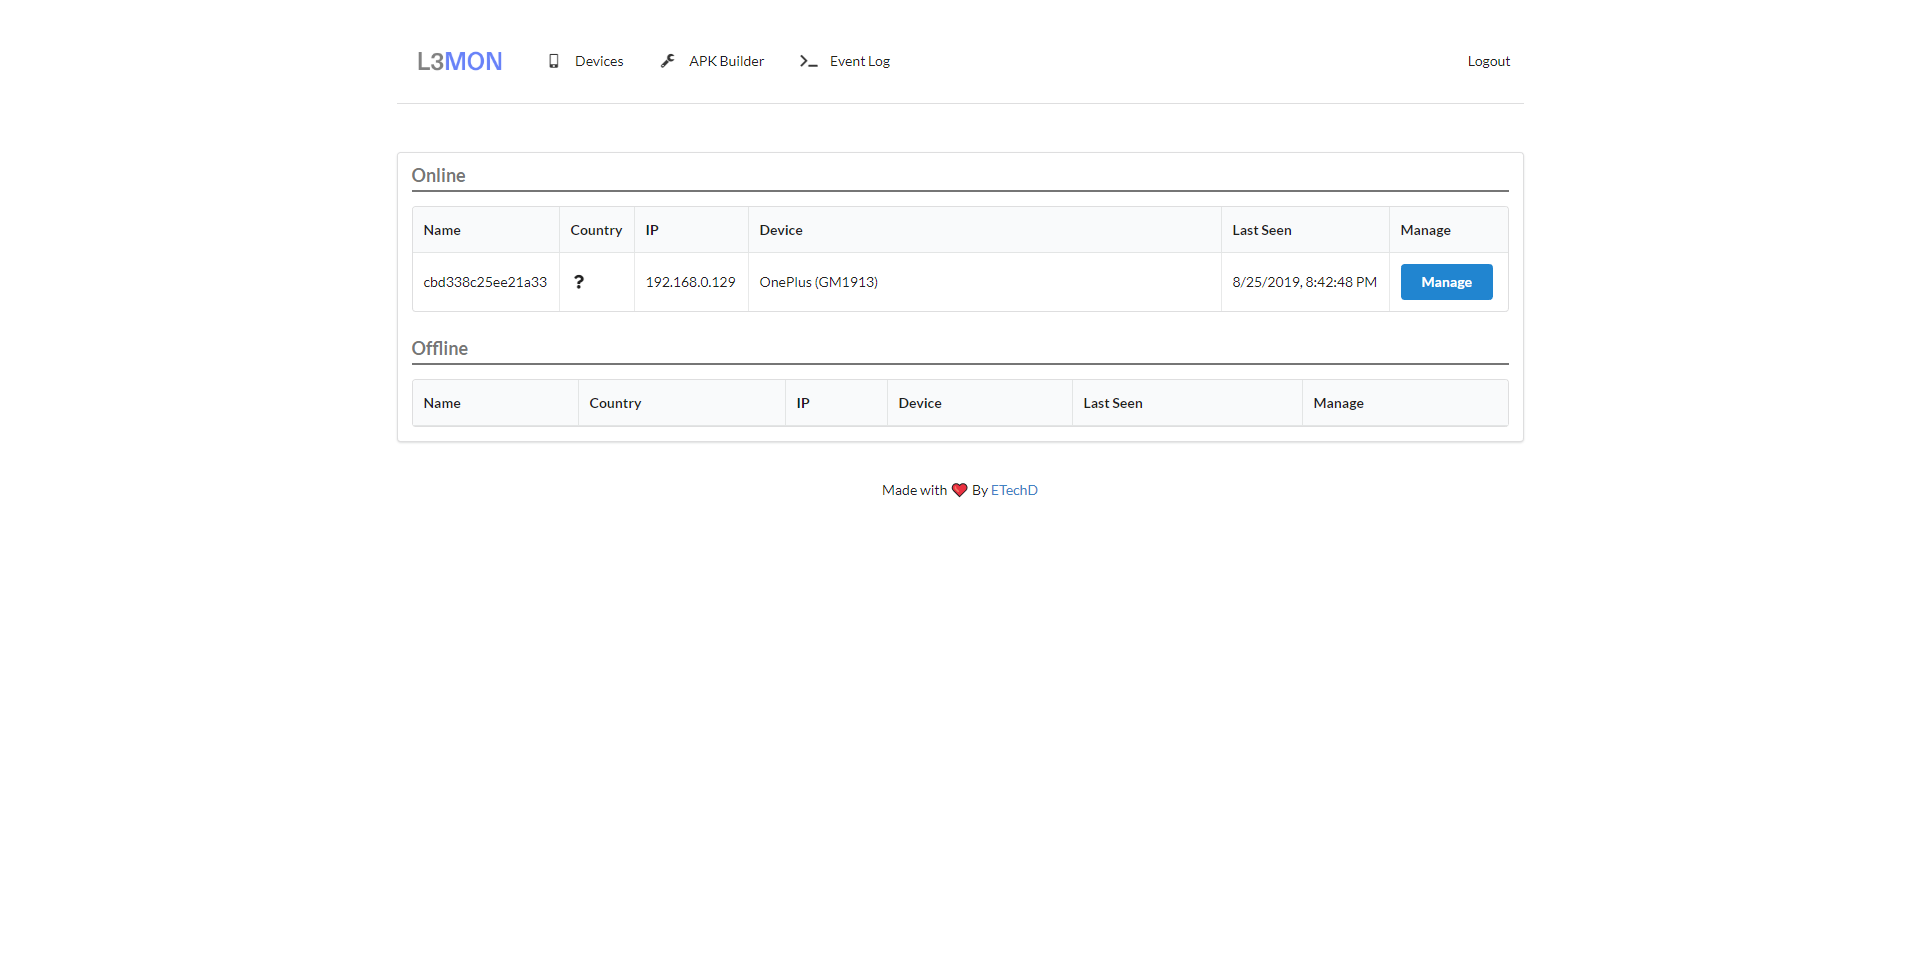 L3MON Devices APK Builder Event Log Logout
Online
Name Country IP Device Last Seen Manage
cbd338c25ee21a33 ? 192.168.0.129 OnePlus (GM1913) 8/25/2019, 8:42:48 PM Manage
Offline
Name Country IP Device Last Seen Manage
Made with ❤ By ETechD